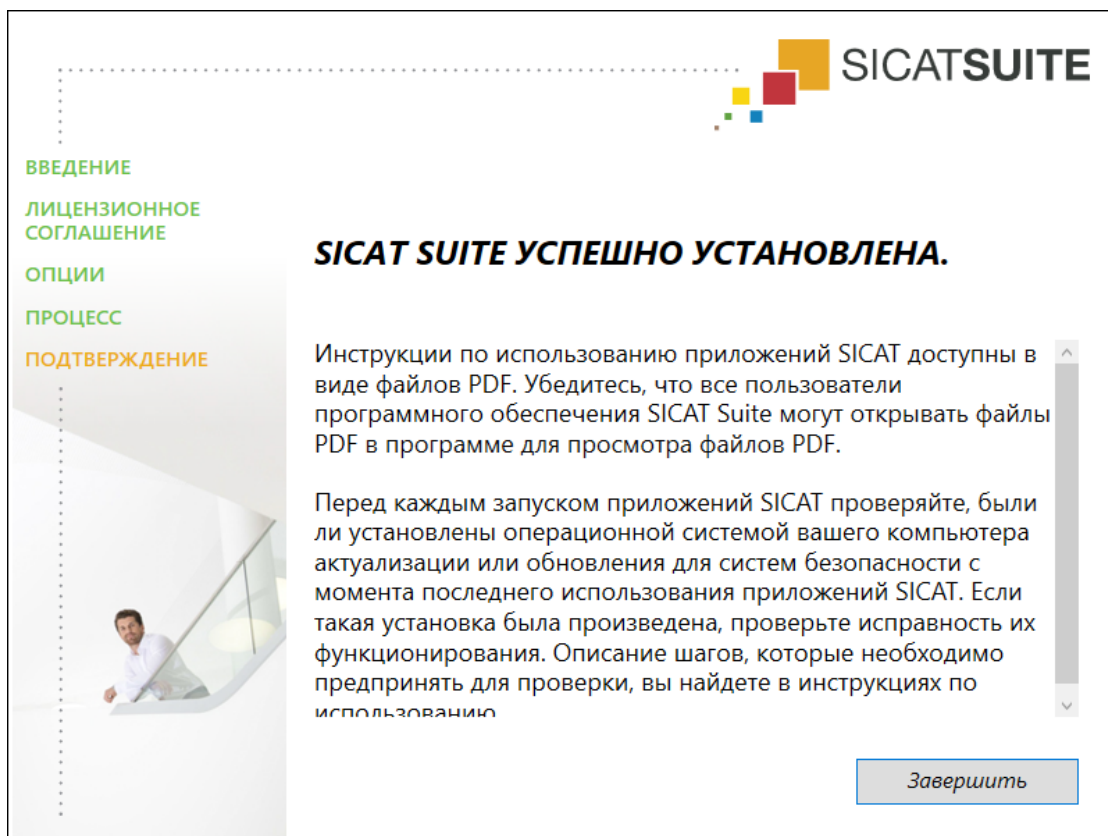 SICATSUITE
ВВЕДЕНИЕ
ЛИЦЕНЗИОННОЕ
СОГЛАШЕНИЕ
ОПЦИИ
ПРОЦЕСС
ПОДТВЕРЖДЕНИЕ
SICAT SUITE УСПЕШНО УСТАНОВЛЕНА.
Инструкции по использованию приложений SICAT доступны в
виде файлов PDF. Убедитесь, что все пользователи
программного обеспечения SICAT Suite могут открывать файлы
PDF в программе для просмотра файлов PDF.
Перед каждым запуском приложений SICAT проверяйте, были
ли установлены операционной системой вашего компьютера
актуализации или обновления для систем безопасности с
момента последнего использования приложений SICAT. Если
такая установка была произведена, проверьте исправность их
функционирования. Описание шагов, которые необходимо
предпринять для проверки, вы найдете в инструкциях по
использованию
Завершить